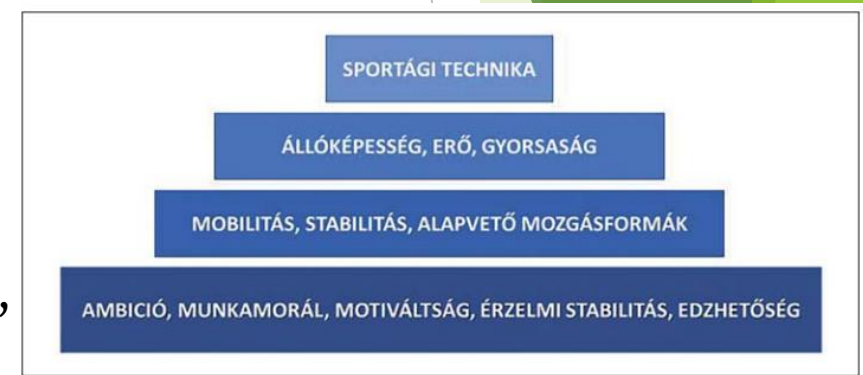 SPORTÁGI TECHNIKA
ÁLLÓKÉPESSÉG, ERŐ, GYORSASÁG
MOBILITÁS, STABILITÁS, ALAPVETŐ MOZGÁSFORMÁK
AMBICIÓ, MUNKAMORÁL, MOTIVÁLTSÁG, ÉRZELMI STABILITÁS, EDZHETŐSÉG
,